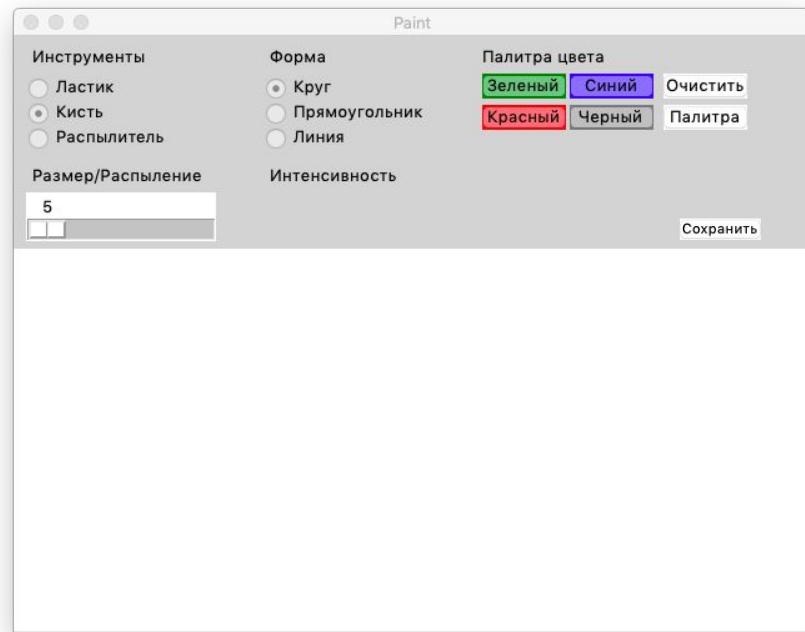 Paint
Инструменты
Ластик
Кисть
Распылитель
Форма
Круг
Прямоугольник
Линия
Палитра цвета
Зеленый Синий Очистить
Красный Черный Палитра
Размер/Распыление
5
Интенсивность
Сохранить